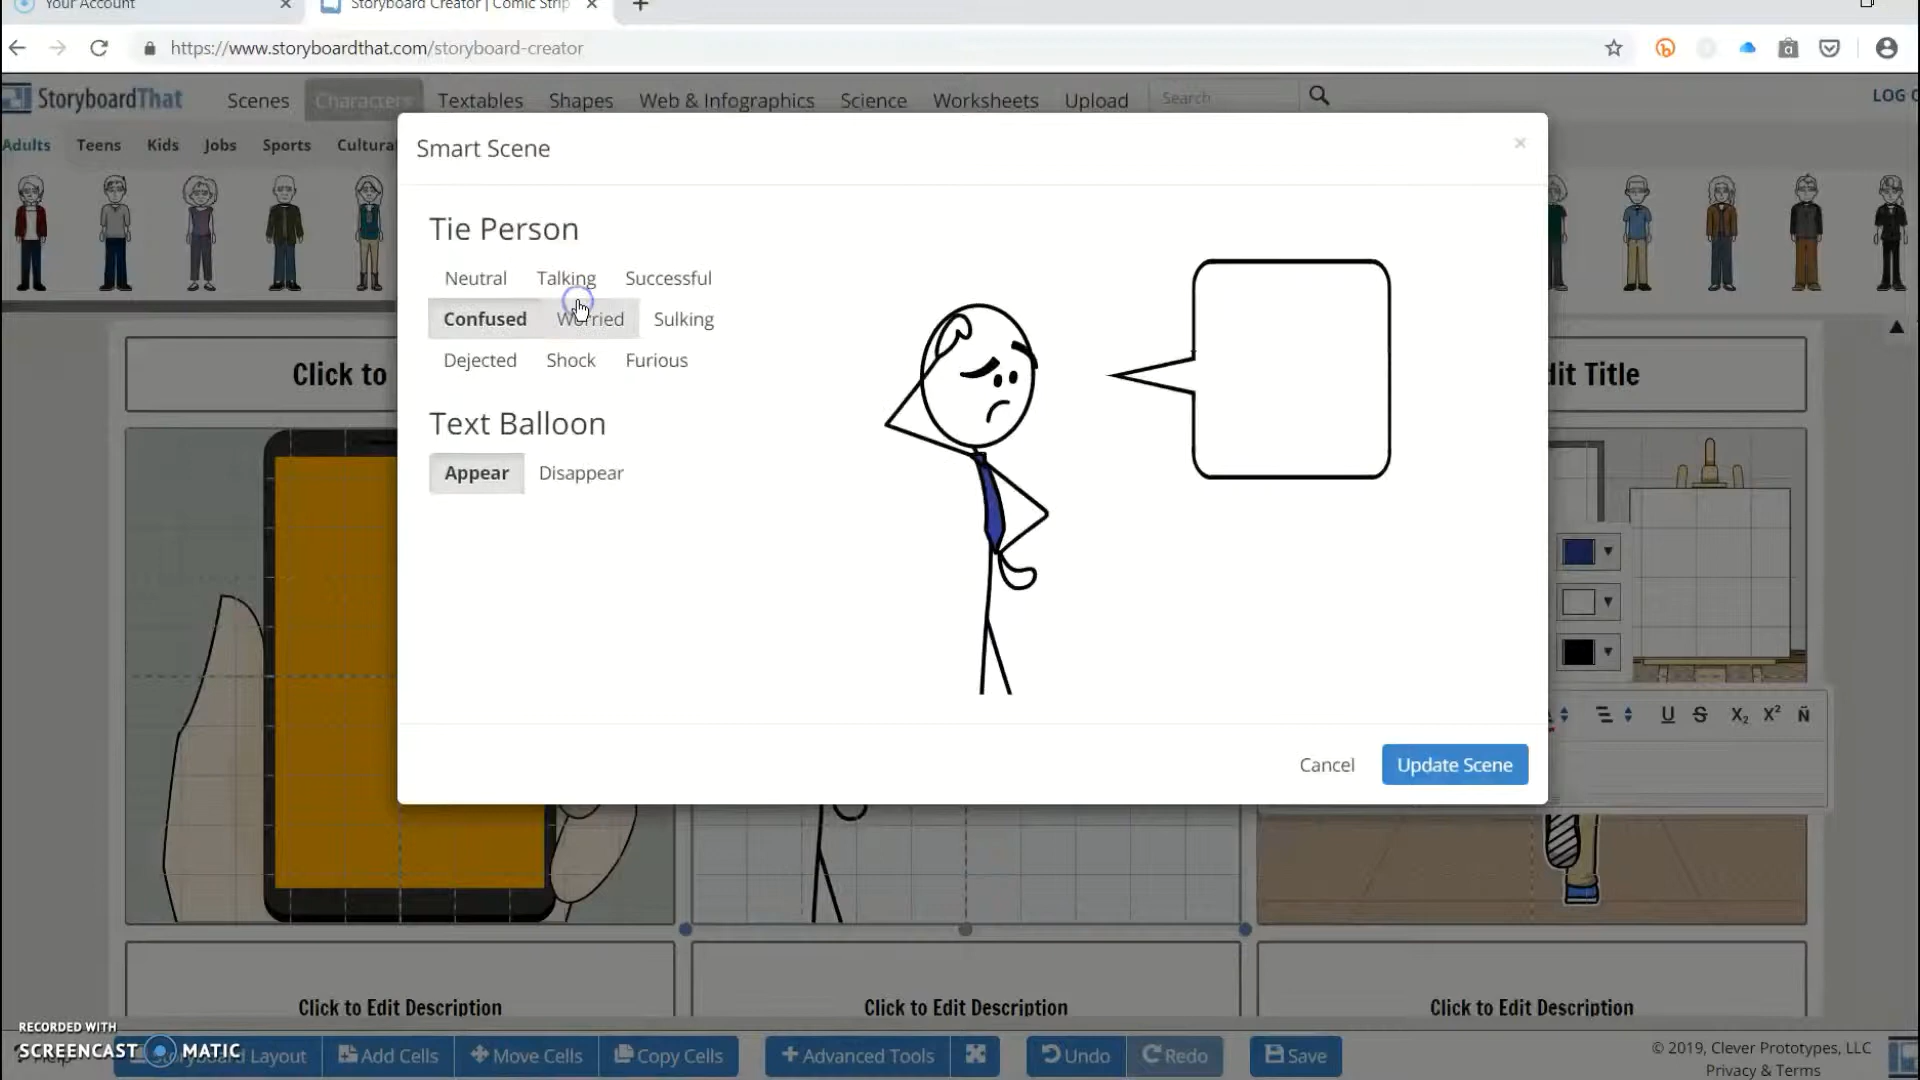 Your Account
Storyboard Creator | Comic Strip
https://www.storyboardthat.com/storyboard-creator
StoryboardThat Scenes Characters Textables Shapes Web & Infographics Science Worksheets Upload Search
LOG
Adults Teens Kids Jobs Sports Cultural
Smart Scene
Tie Person
Neutral Talking Successful
Confused Worried Sulking
Dejected Shock Furious
Text Balloon
Appear Disappear
Click to
dit Title
U S X₂ X² Ñ
Cancel Update Scene
Click to Edit Description Click to Edit Description Click to Edit Description
RECORDED WITH
SCREENCAST MATIC
Layout Add Cells Move Cells Copy Cells Advanced Tools Undo Redo Save
© 2019, Clever Prototypes, LLC
Privacy & Terms